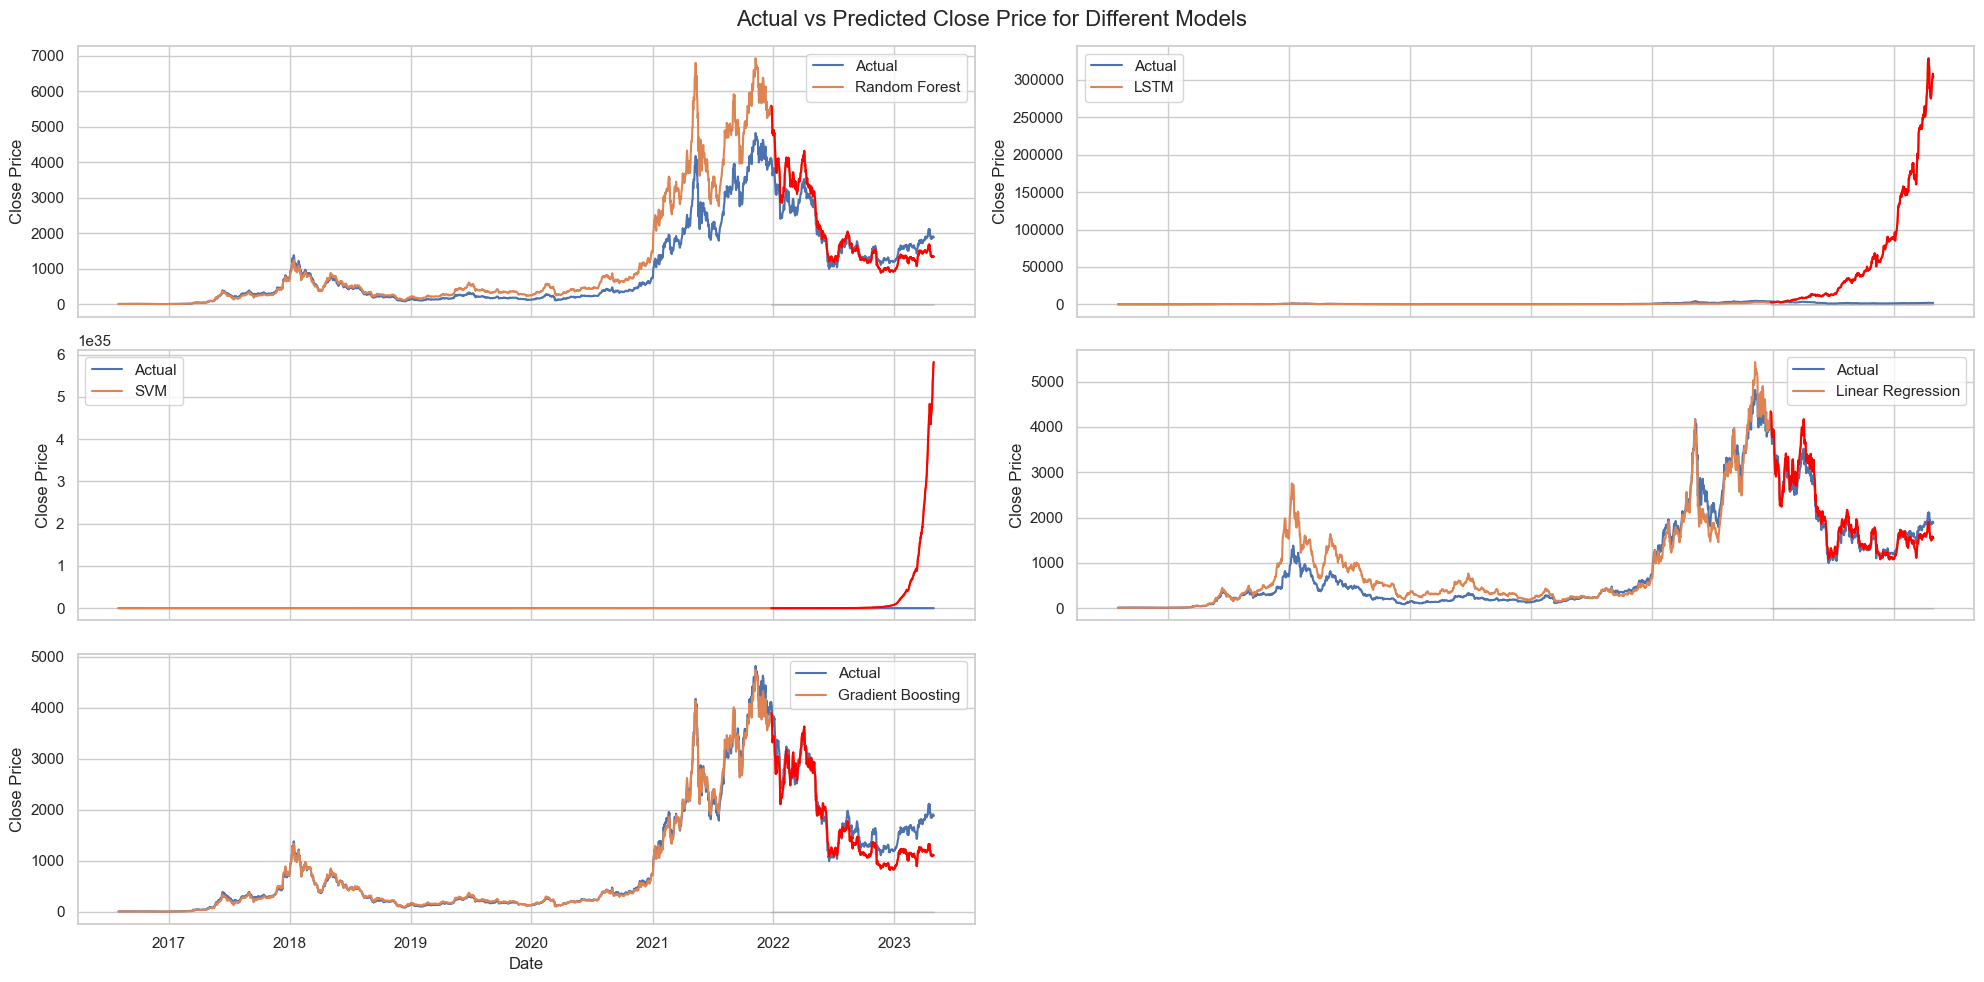 Actual vs Predicted Close Price for Different Models
7000
6000
5000
4000
3000
2000
1000
0
Close Price
Actual
Random Forest
300000
250000
200000
150000
100000
50000
0
Close Price
Actual
LSTM
1e35
6
5
4
3
2
1
0
Close Price
Actual
SVM
5000
4000
3000
2000
1000
0
Close Price
Actual
Linear Regression
5000
4000
3000
2000
1000
0
Close Price
Actual
Gradient Boosting
2017 2018 2019 2020 2021 2022 2023
Date